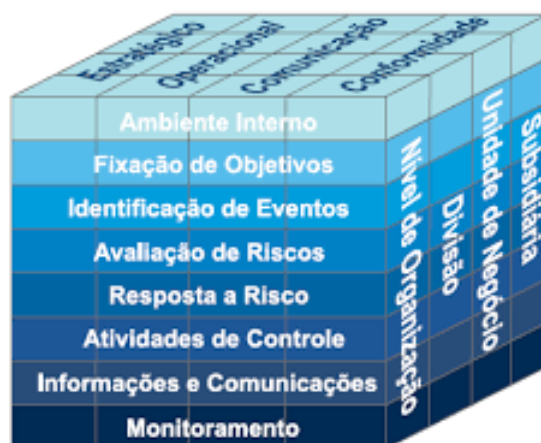 Estratégico
Operacional
Comunicação
Conformidade
Ambiente Interno
Fixação de Objetivos
Identificação de Eventos
Avaliação de Riscos
Resposta a Risco
Atividades de Controle
Informações e Comunicações
Monitoramento
Nível de Organização
Divisão
Unidade de Negócio
Subsidiária